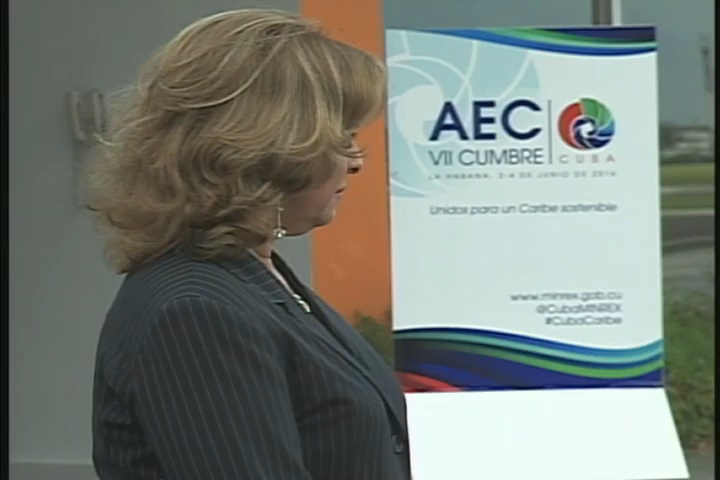 AEC
VII CUMBRE
CUBA
LA HABANA, 2-4 DE JUNIO DE 2016
Unidos para un Caribe sostenible
www.minrex.gob.cu
@CubaMINREX
#CubaCaribe